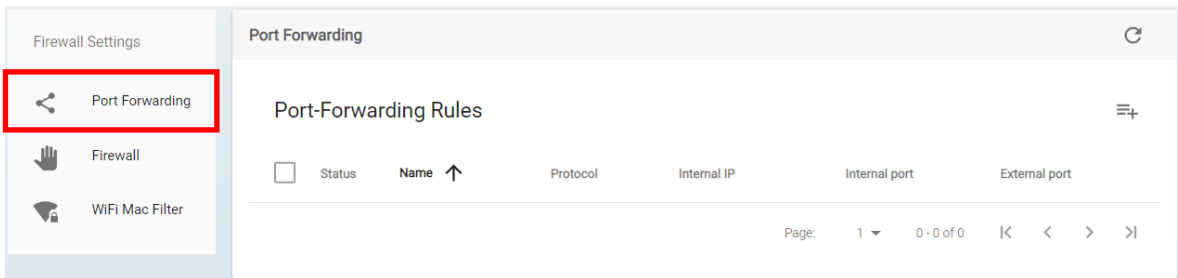 Firewall Settings
Port Forwarding
Firewall
WiFi Mac Filter
Port Forwarding
Port-Forwarding Rules
Status Name Protocol Internal IP Internal port External port
Page: 1 0 - 0 of 0